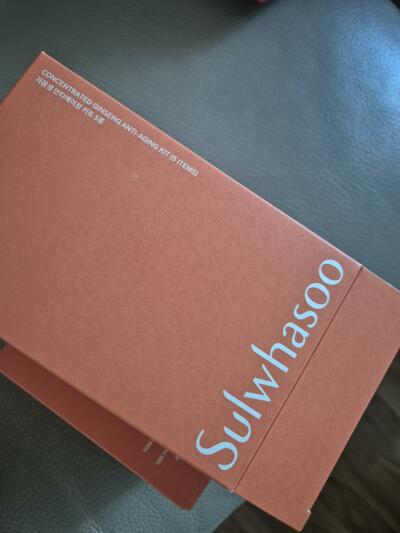 CONCENTRATED GINSENG ANTI-AGING KIT (5 ITEMS)
자음생 안티에이징 키트 5종
Sulwhasoo